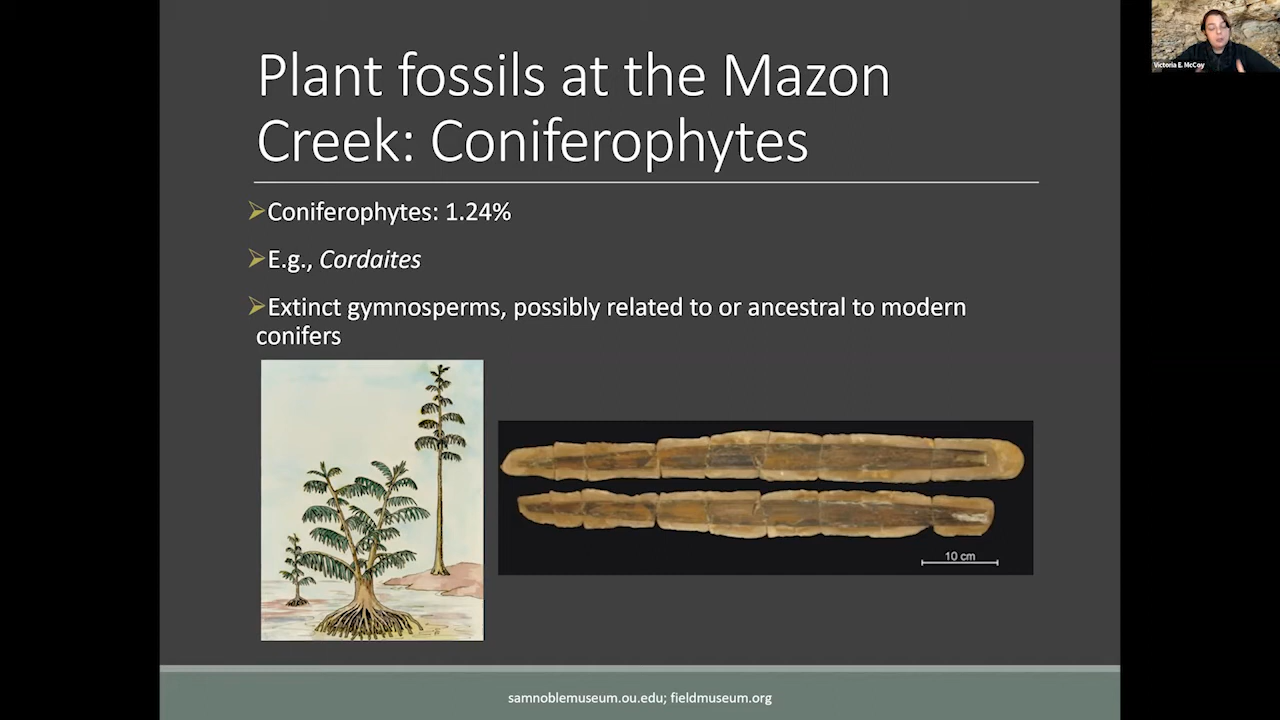 Plant fossils at the Mazon
Creek: Coniferophytes
Coniferophytes: 1.24%
E.g., Cordaites
Extinct gymnosperms, possibly related to or ancestral to modern
conifers
10 cm
samnoblemuseum.ou.edu; fieldmuseum.org
Victoria E. McCoy